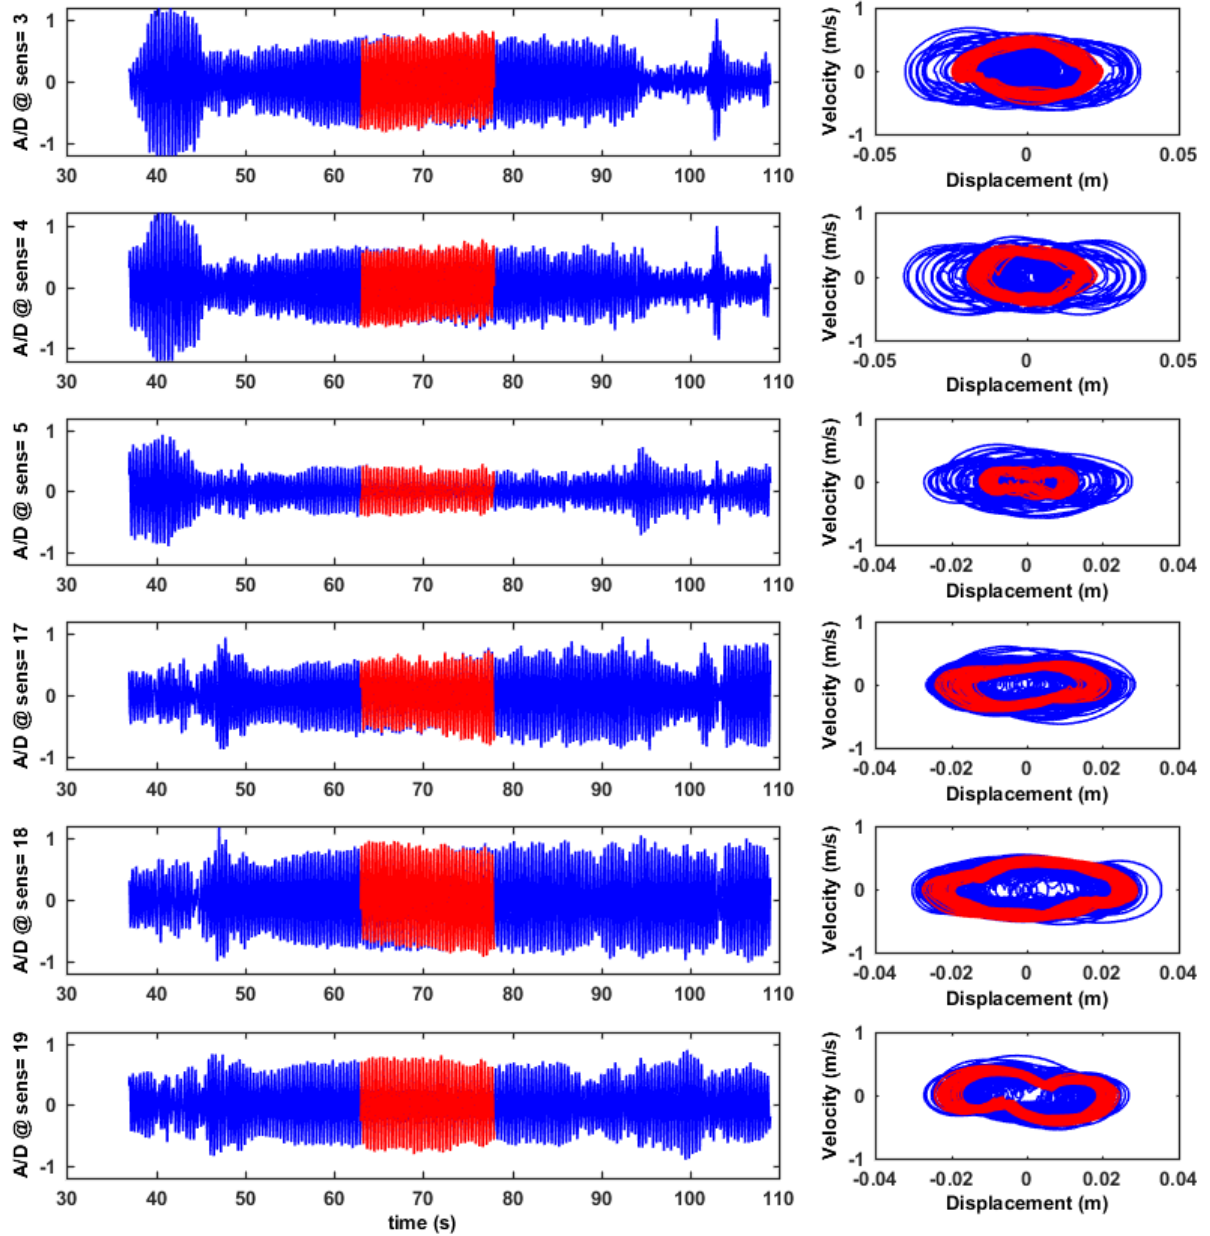 A/D @ sens= 3
1
0
-1
30 40 50 60 70 80 90 100 110
Velocity (m/s)
1
0
-1
-0.05 0 0.05
Displacement (m)
A/D @ sens= 4
1
0
-1
30 40 50 60 70 80 90 100 110
Velocity (m/s)
1
0
-1
-0.05 0 0.05
Displacement (m)
A/D @ sens= 5
1
0
-1
30 40 50 60 70 80 90 100 110
Velocity (m/s)
1
0
-1
-0.04 -0.02 0 0.02 0.04
Displacement (m)
A/D @ sens= 17
1
0
-1
30 40 50 60 70 80 90 100 110
Velocity (m/s)
1
0
-1
-0.04 -0.02 0 0.02 0.04
Displacement (m)
A/D @ sens= 18
1
0
-1
30 40 50 60 70 80 90 100 110
Velocity (m/s)
1
0
-1
-0.04 -0.02 0 0.02 0.04
Displacement (m)
A/D @ sens= 19
1
0
-1
30 40 50 60 70 80 90 100 110
time (s)
Velocity (m/s)
1
0
-1
-0.04 -0.02 0 0.02 0.04
Displacement (m)